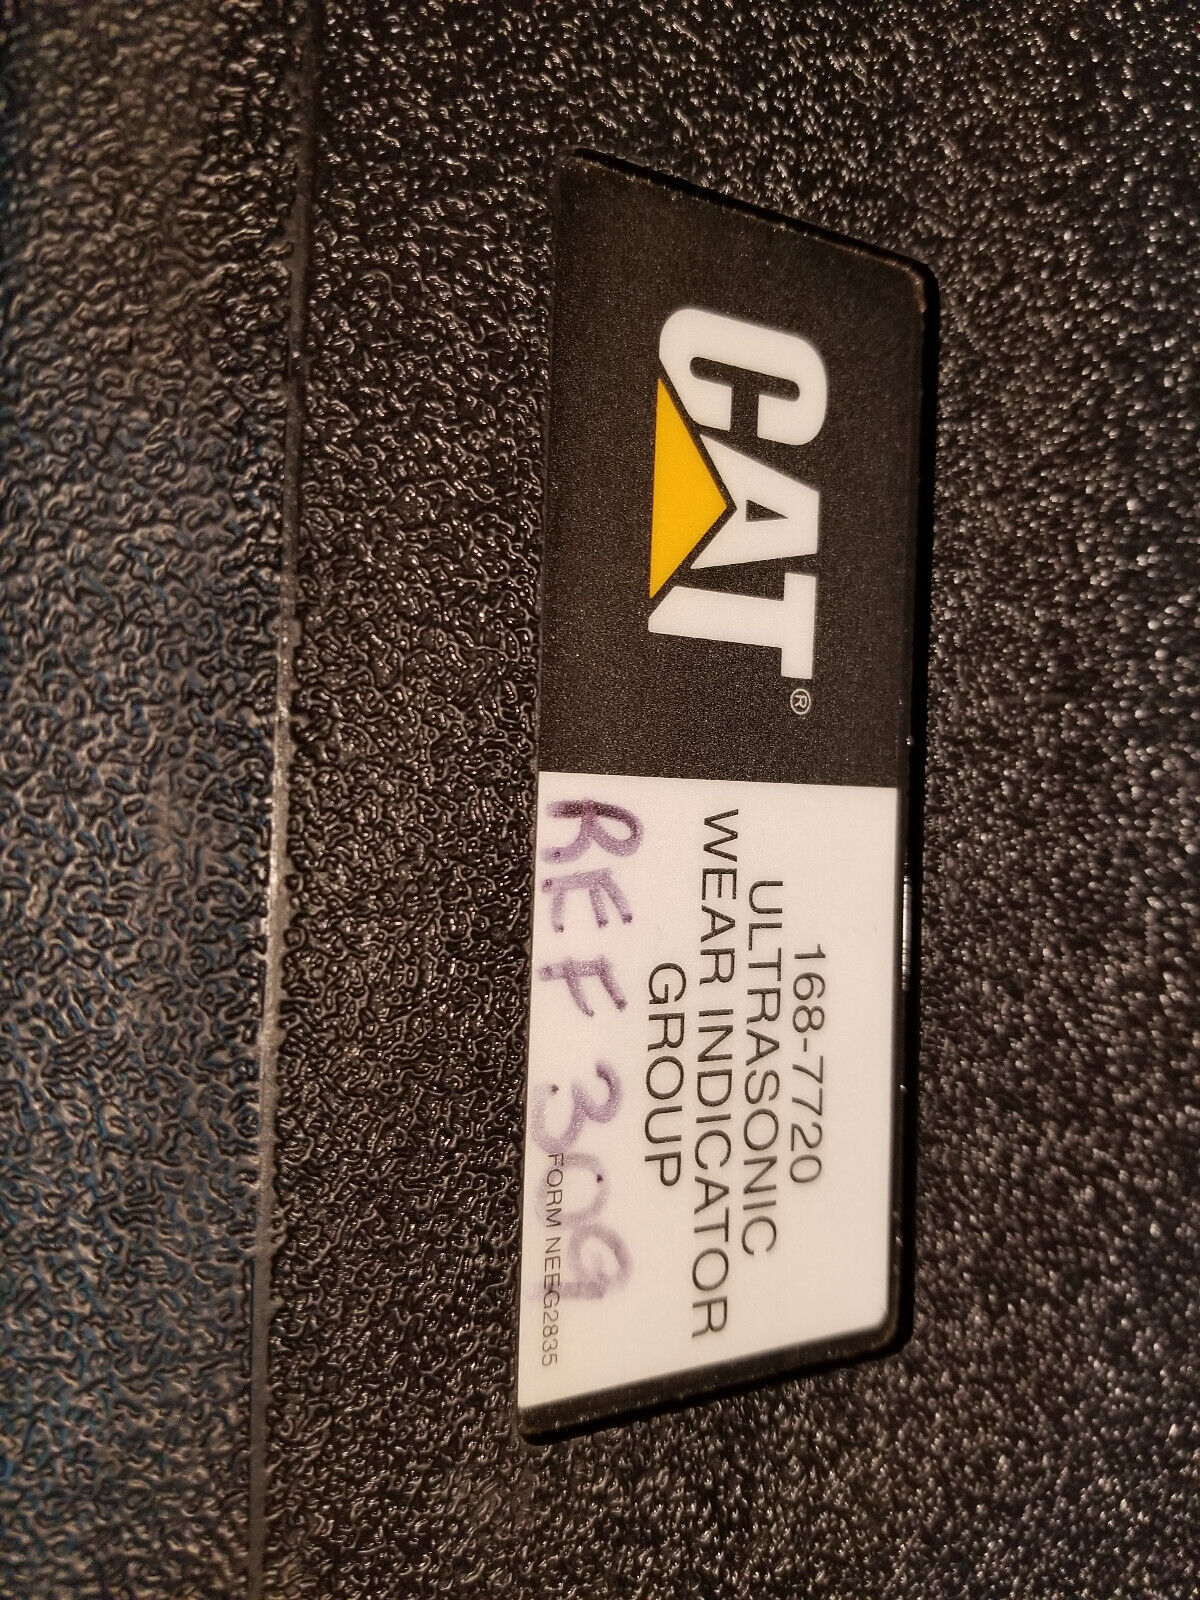 CAT®
168-7720
ULTRASONIC
WEAR INDICATOR
GROUP
REF 309
FORM NEEG2835